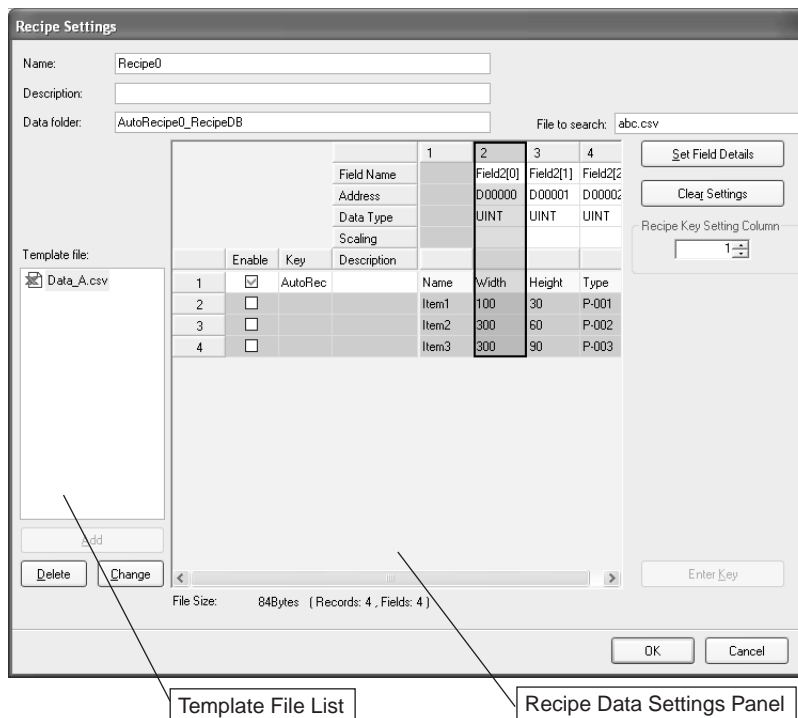 Recipe Settings
Name: Recipe0
Description:
Data folder: AutoRecipe0_RecipeDB File to search: abc.csv
1 2 3 4
Field Name Field2[0] Field2[1] Field2[2
Address D00000 D00001 D00002
Data Type UINT UINT UINT
Scaling
Enable Key Description
1 AutoRec Name Width Height Type
2 Item1 100 30 P-001
3 Item2 300 60 P-002
4 Item3 300 90 P-003
Set Field Details
Clear Settings
Recipe Key Setting Column
1
Template file:
Data_A.csv
Add
Delete Change
Enter Key
File Size: 84Bytes ( Records: 4 , Fields: 4 )
OK Cancel
Template File List
Recipe Data Settings Panel